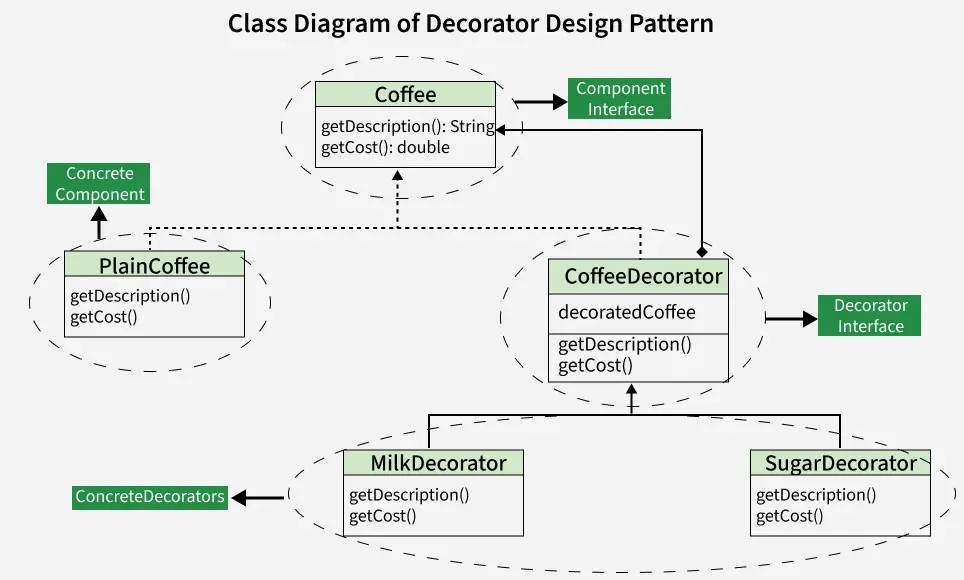 Class Diagram of Decorator Design Pattern
Coffee
getDescription(): String
getCost(): double
Component
Interface
Concrete
Component
PlainCoffee
getDescription()
getCost()
CoffeeDecorator
decoratedCoffee
getDescription()
getCost()
Decorator
Interface
MilkDecorator
getDescription()
getCost()
SugarDecorator
getDescription()
getCost()
ConcreteDecorators